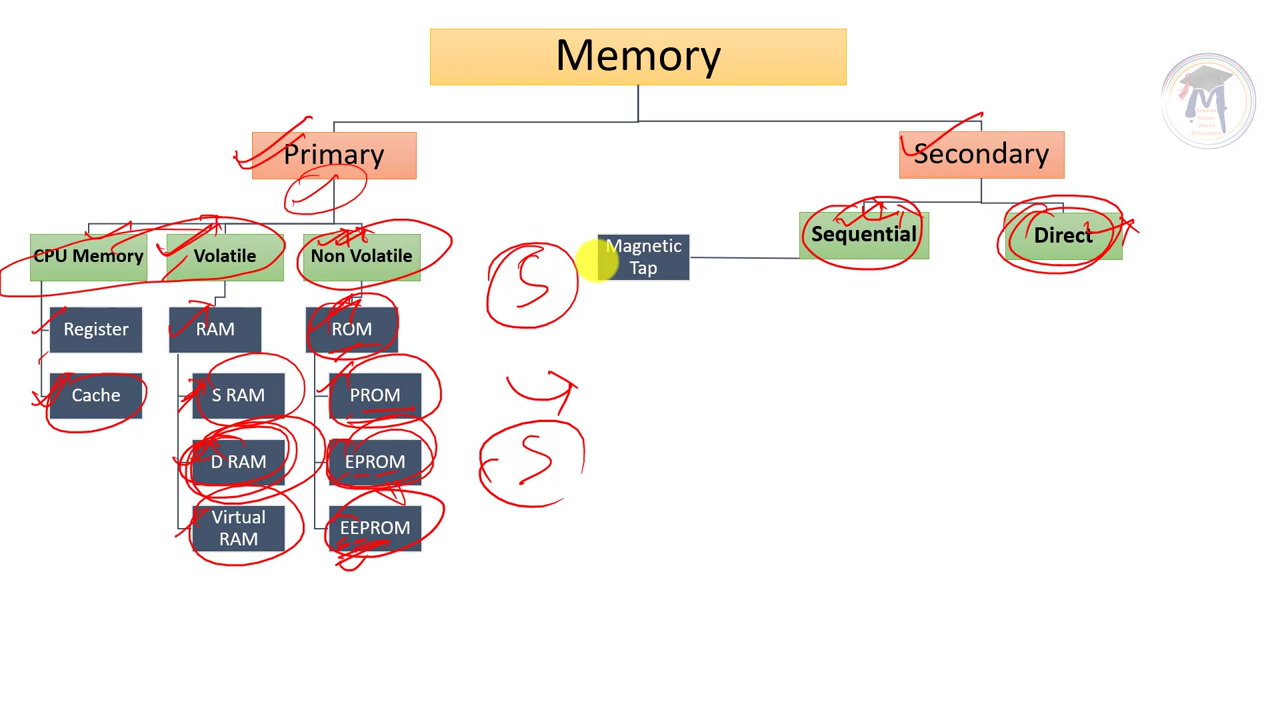 Memory
Primary
Secondary
CPU Memory
Volatile
Non Volatile
Sequential
Direct
Magnetic
Tap
Register
RAM
ROM
Cache
S RAM
PROM
D RAM
EPROM
Virtual
RAM
EEPROM
S
S
M